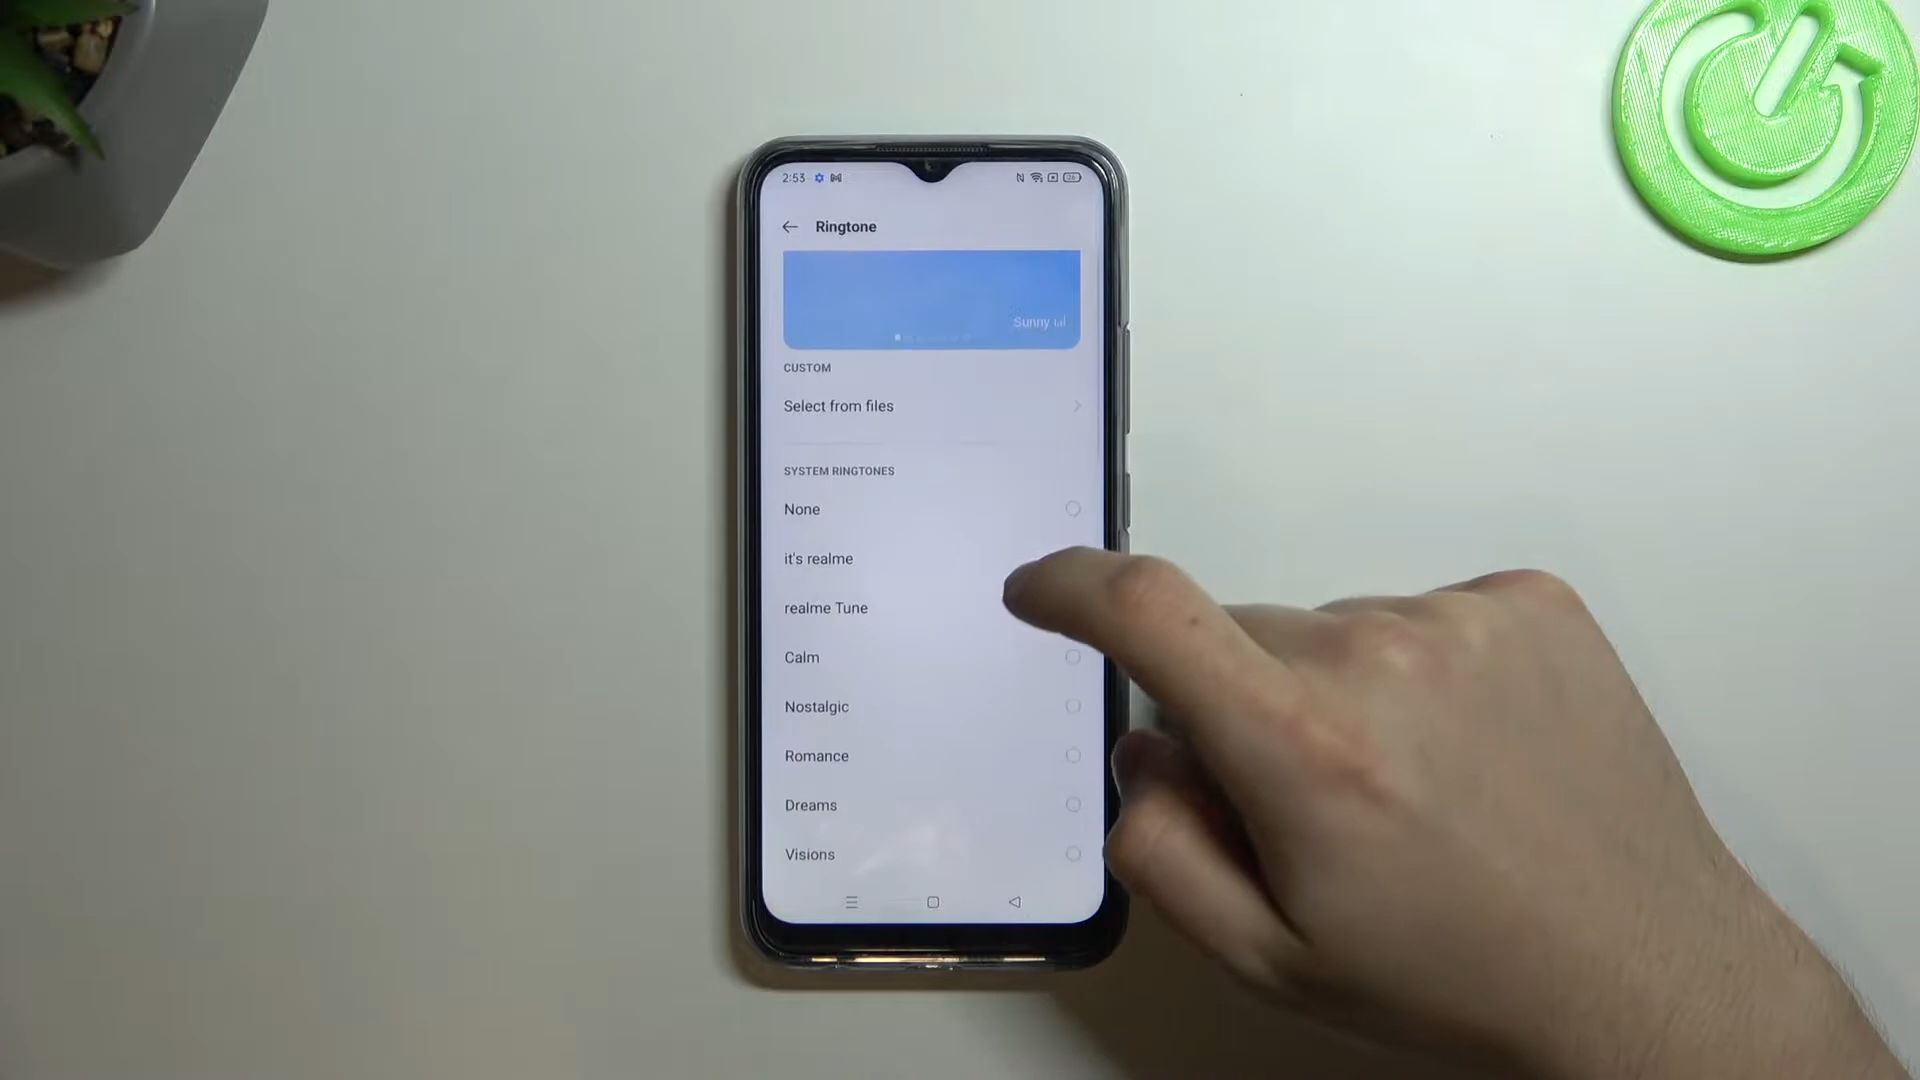 2:53
Ringtone
Sunny
CUSTOM
Select from files
SYSTEM RINGTONES
None
it's realme
realme Tune
Calm
Nostalgic
Romance
Dreams
Visions